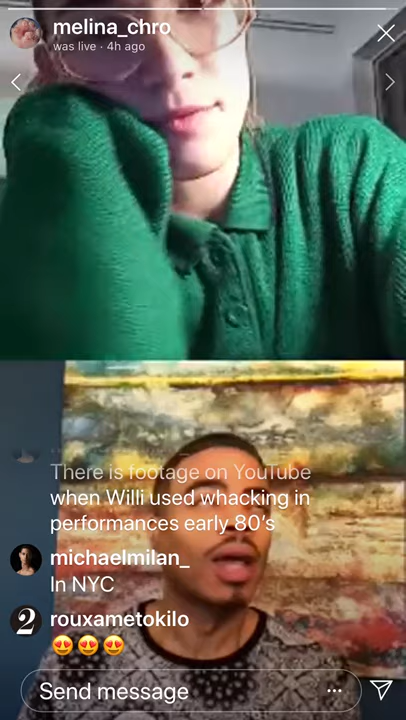 melina_chro
was live · 4h ago
There is footage on YouTube
when Willi used whacking in
performances early 80's
michaelmilan_
In NYC
2
rouxametokilo
😍😍😍
Send message